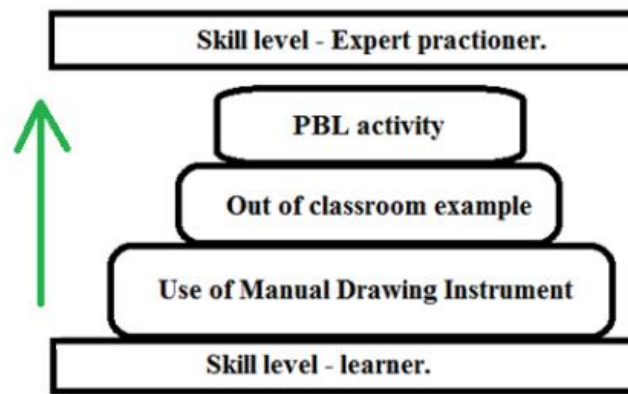 Skill level - Expert practioner.
PBL activity
Out of classroom example
Use of Manual Drawing Instrument
Skill level - learner.